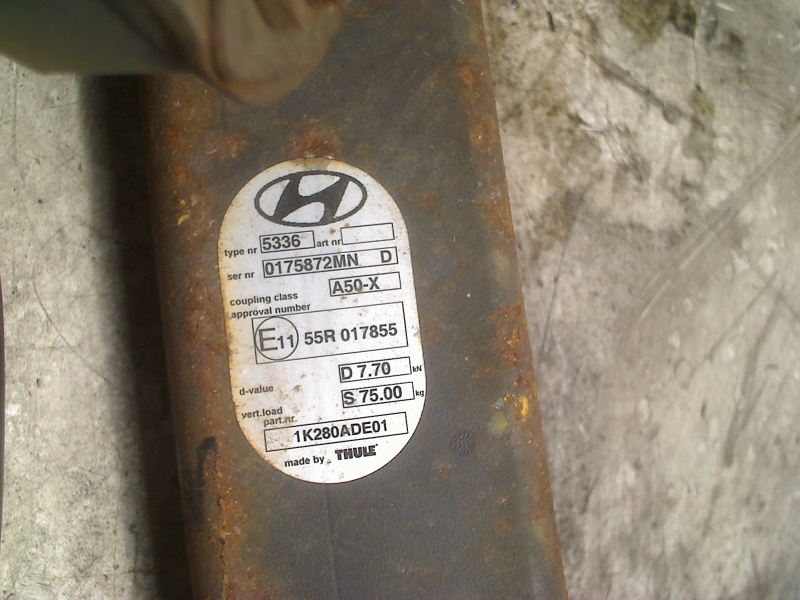 type nr 5336 art nr
ser nr 0175872MN D
coupling class A50-X
approval number
E11 55R 017855
d-value D 7.70 kN
vert.load S 75.00 kg
part.nr. 1K280ADE01
made by THULE